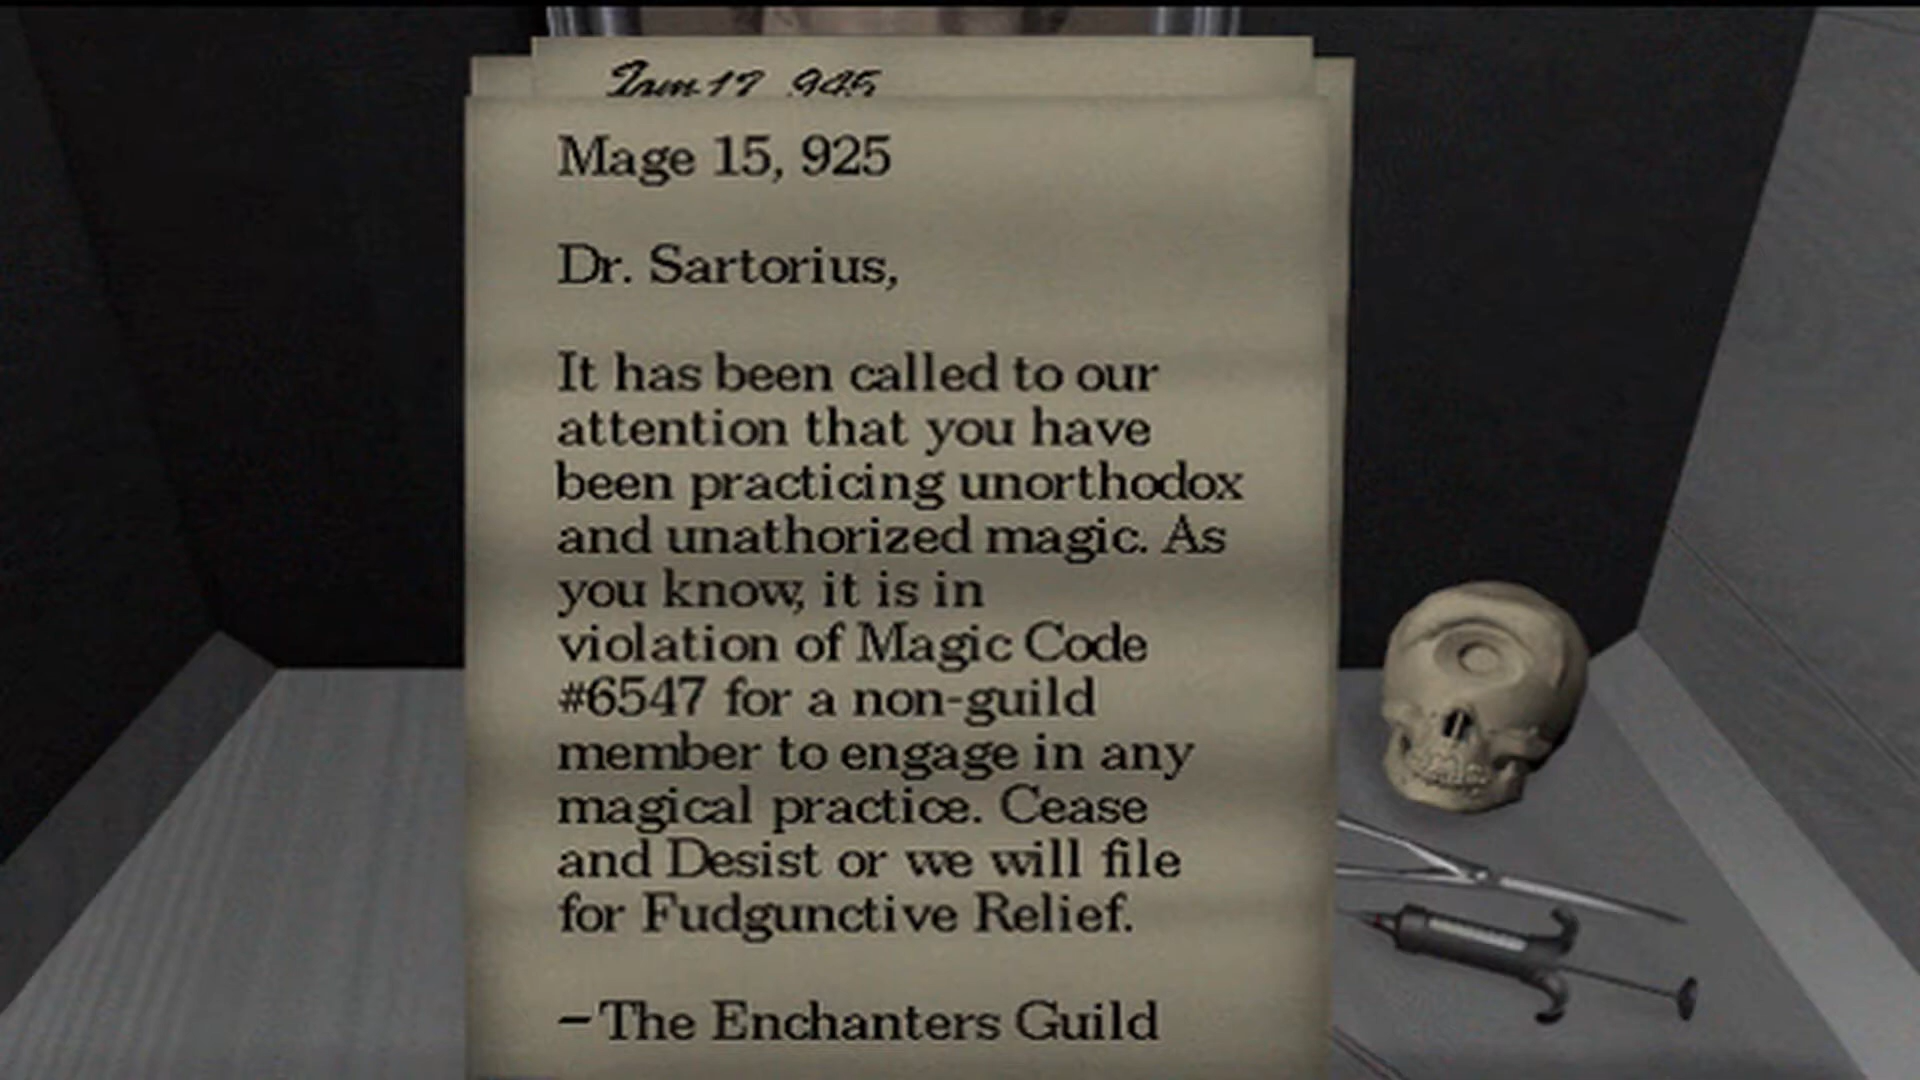 Mage 15, 925
Dr. Sartorius,
It has been called to our
attention that you have
been practicing unorthodox
and unathorized magic. As
you know, it is in
violation of Magic Code
#6547 for a non-guild
member to engage in any
magical practice. Cease
and Desist or we will file
for Fudgunctive Relief.
–The Enchanters Guild